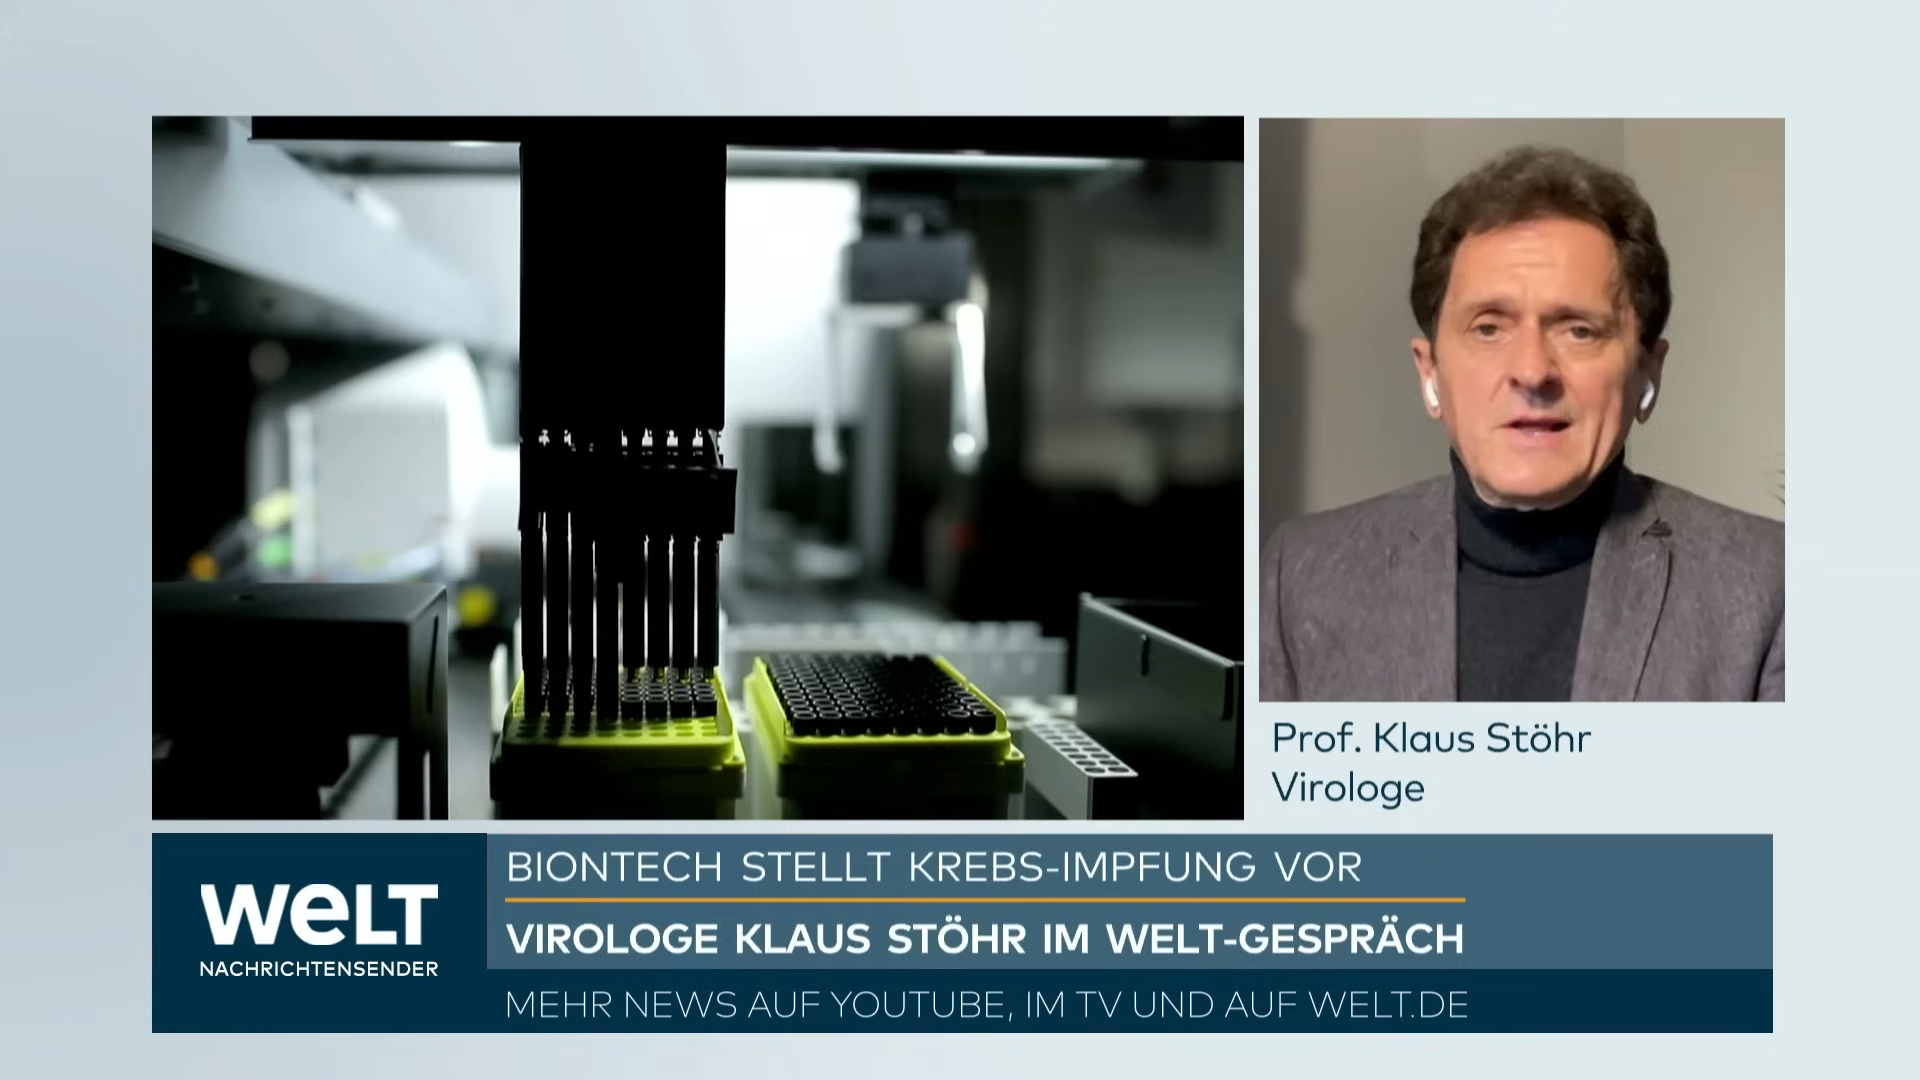 Prof. Klaus Stöhr
Virologe
BIONTECH STELLT KREBS-IMPFUNG VOR
VIROLOGE KLAUS STÖHR IM WELT-GESPRÄCH
MEHR NEWS AUF YOUTUBE, IM TV UND AUF WELT.DE
WELT
NACHRICHTENSENDER